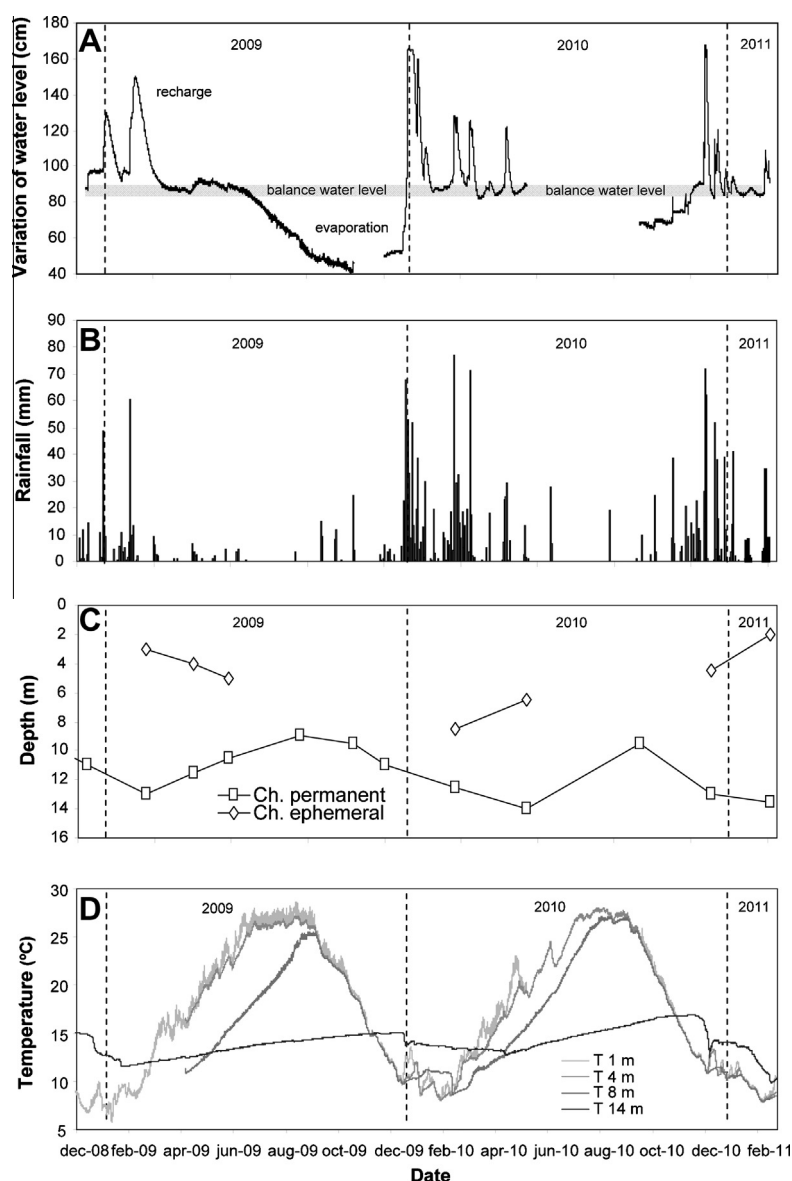 A
2009
2010
2011
recharge
balance water level
balance water level
evaporation
Variation of water level (cm)
180
160
140
120
100
80
60
40
B
2009
2010
2011
Rainfall (mm)
90
80
70
60
50
40
30
20
10
0
C
2009
2010
2011
Depth (m)
0
2
4
6
8
10
12
14
16
Ch. permanent
Ch. ephemeral
D
2009
2010
2011
Temperature (ºC)
30
25
20
15
10
5
T 1 m
T 4 m
T 8 m
T 14 m
dec-08 feb-09 apr-09 jun-09 aug-09 oct-09 dec-09 feb-10 apr-10 jun-10 aug-10 oct-10 dec-10 feb-11
Date